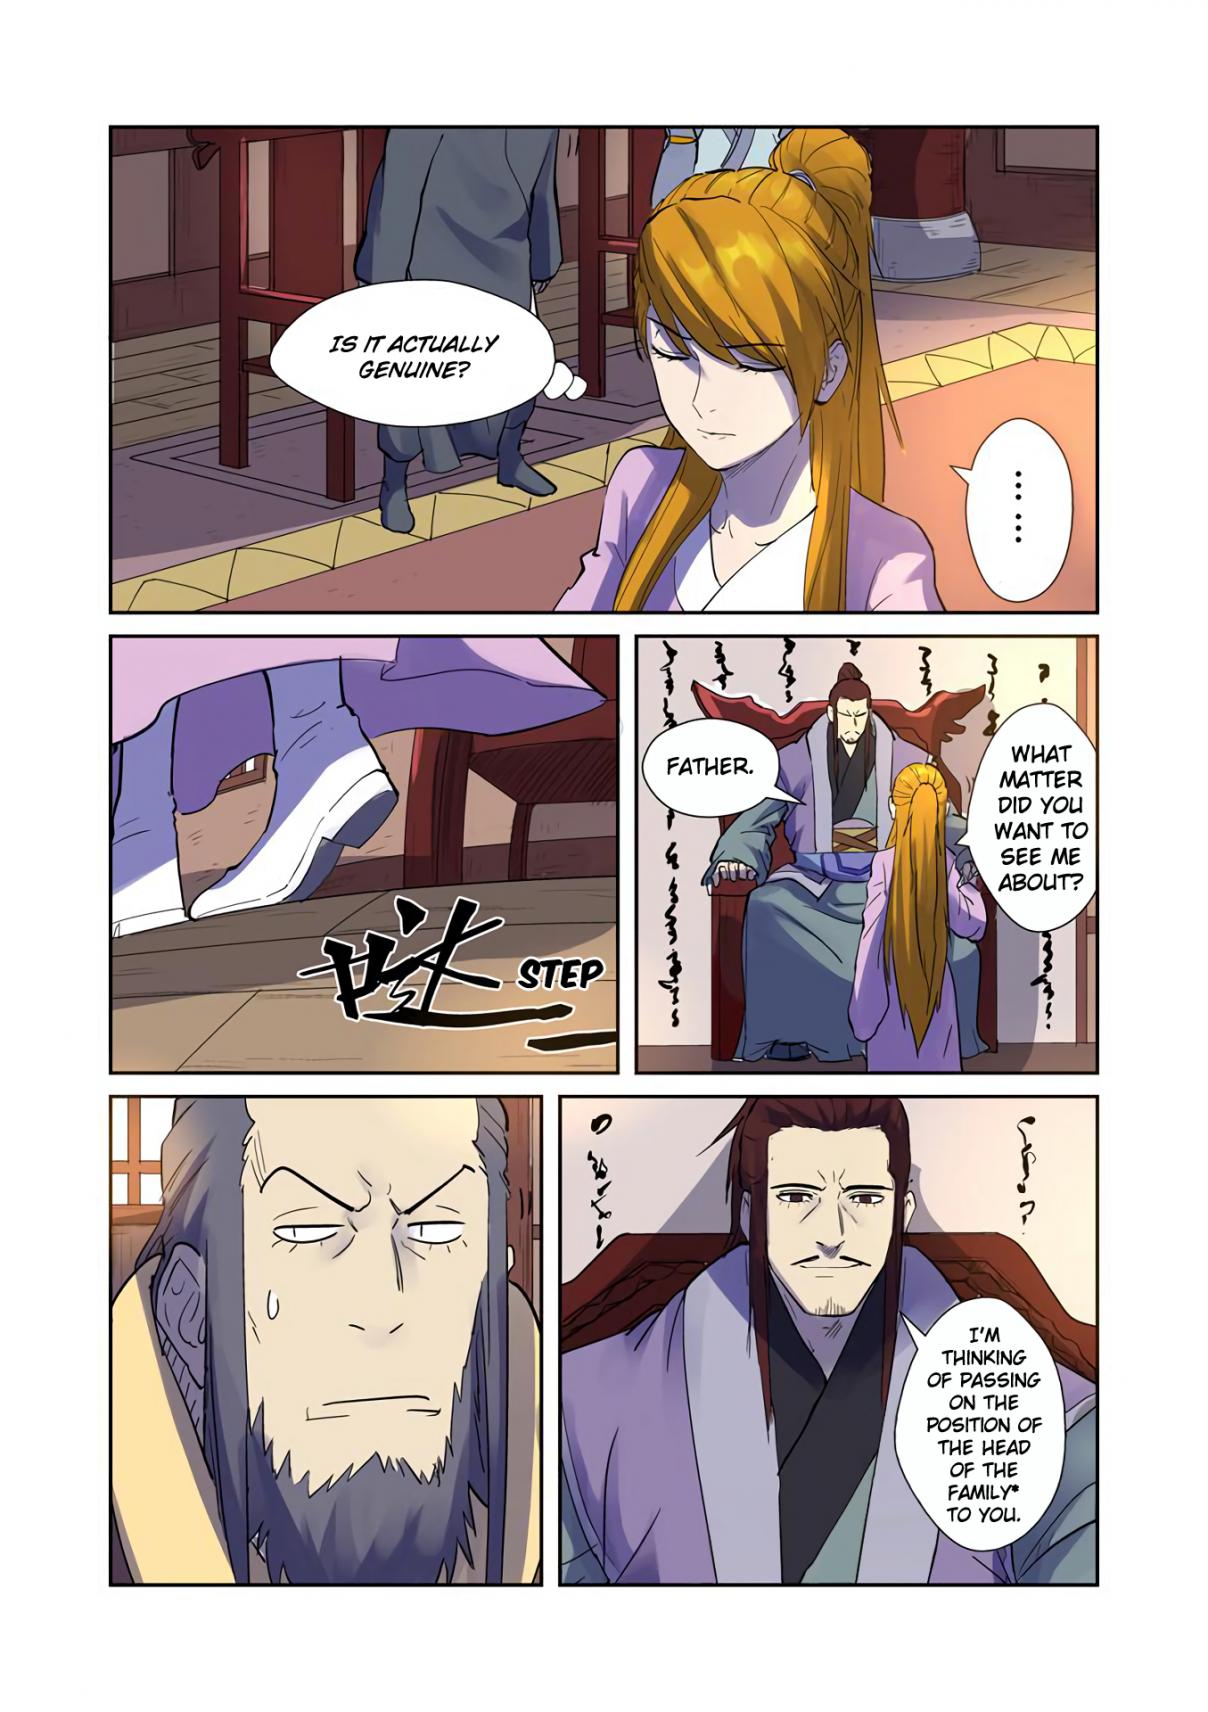 IS IT ACTUALLY
GENUINE?
......
哒
STEP
FATHER.
WHAT
MATTER
DID YOU
WANT TO
SEE ME
ABOUT?
I'M
THINKING
OF PASSING
ON THE
POSITION OF
THE HEAD
OF THE
FAMILY*
TO YOU.